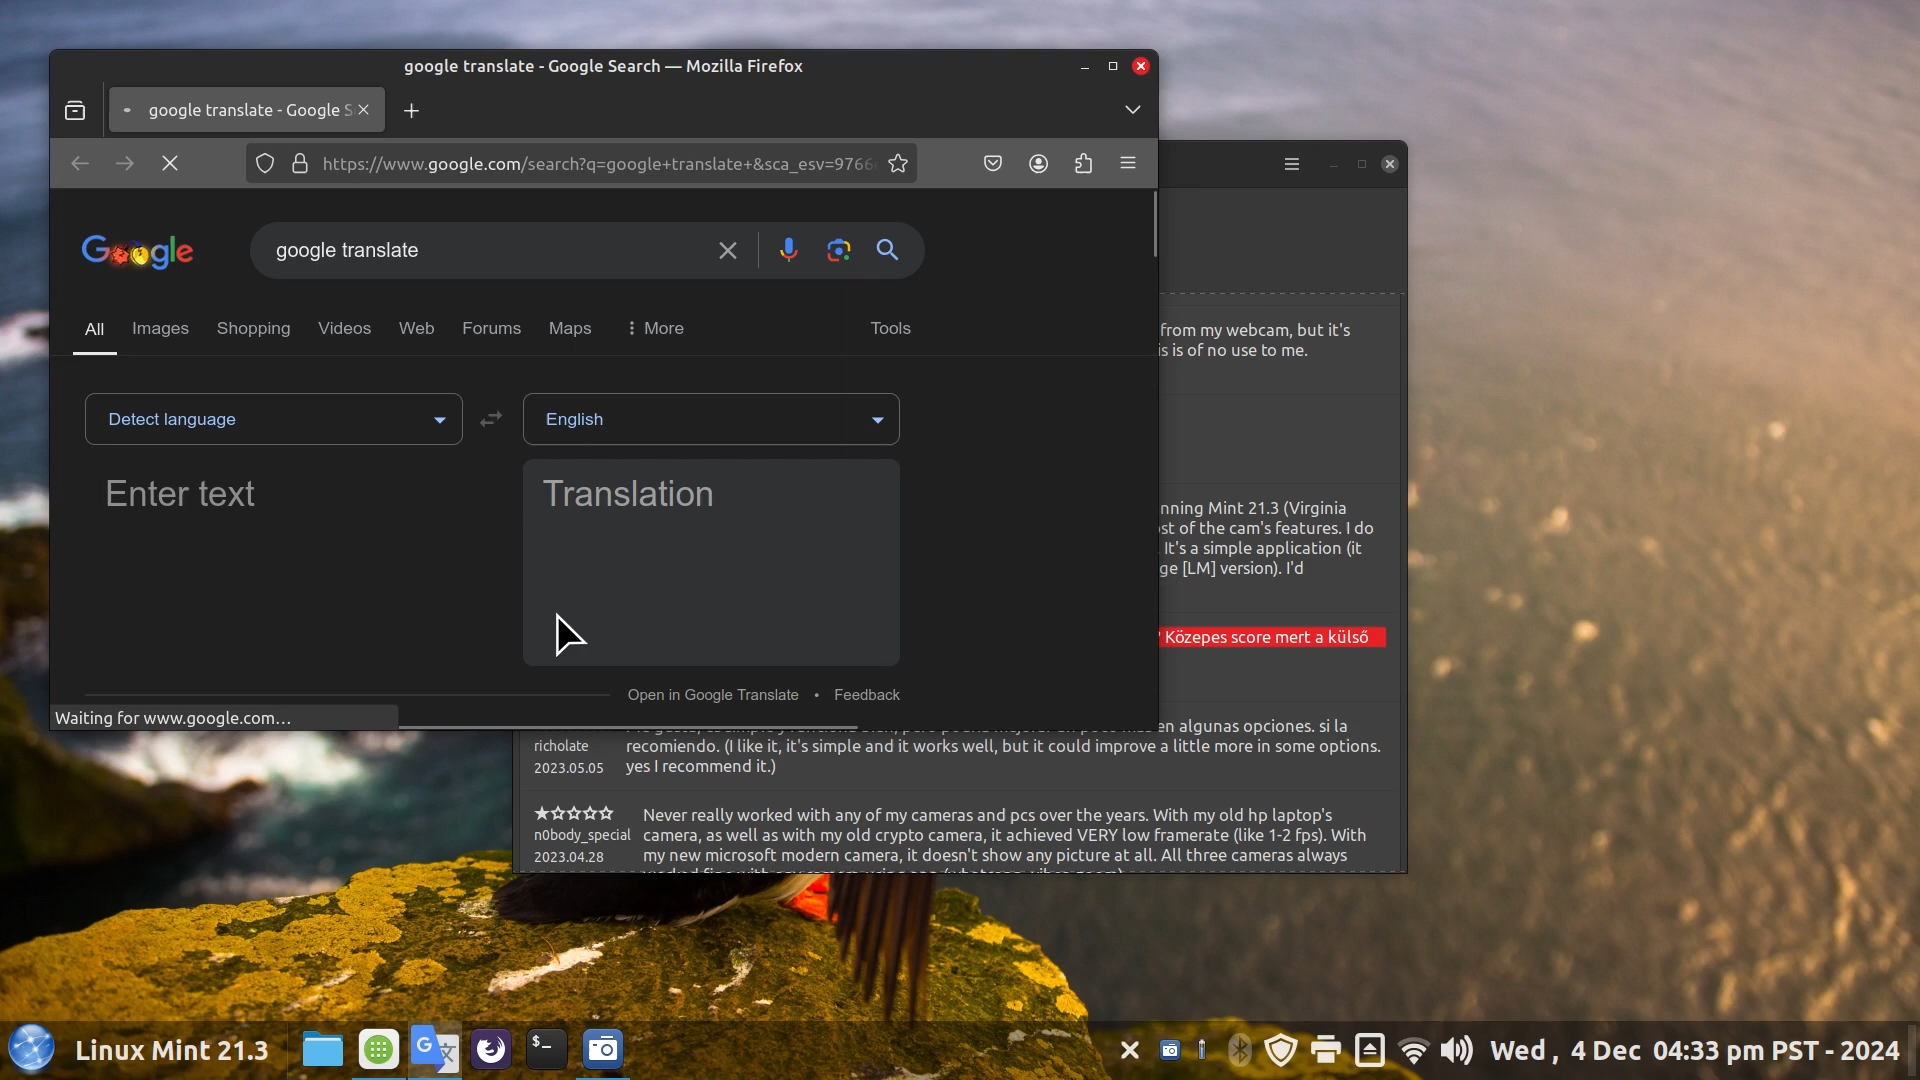 google translate - Google Search — Mozilla Firefox
google translate - Google S
https://www.google.com/search?q=google+translate+&sca_esv=9766
Google
google translate
All Images Shopping Videos Web Forums Maps More Tools
Detect language
English
Enter text
Translation
Open in Google Translate • Feedback
Waiting for www.google.com…
from my webcam, but it's
is is of no use to me.
nning Mint 21.3 (Virginia
st of the cam's features. I do
It's a simple application (it
ge [LM] version). I'd
Közepes score mert a külső
en algunas opciones. si la
richolate
2023.05.05
recomiendo. (I like it, it's simple and it works well, but it could improve a little more in some options.
yes I recommend it.)
★☆☆☆☆
n0body_special
2023.04.28
Never really worked with any of my cameras and pcs over the years. With my old hp laptop's
camera, as well as with my old crypto camera, it achieved VERY low framerate (like 1-2 fps). With
my new microsoft modern camera, it doesn't show any picture at all. All three cameras always
Linux Mint 21.3
Wed , 4 Dec 04:33 pm PST - 2024